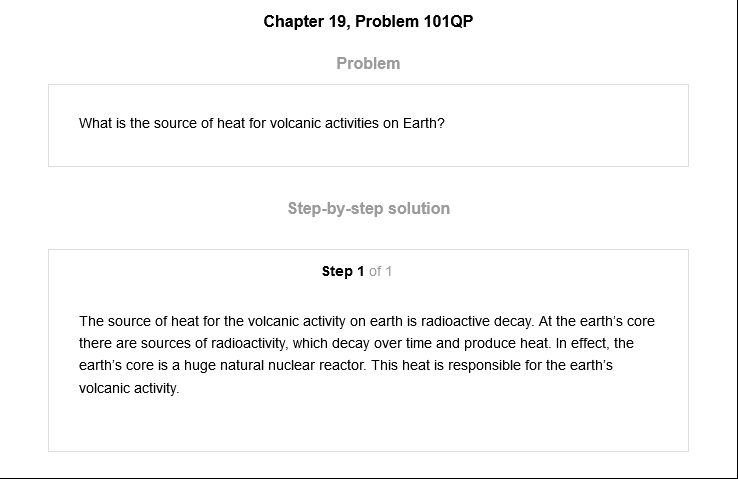 Chapter 19, Problem 101QP
Problem
What is the source of heat for volcanic activities on Earth?
Step-by-step solution
Step 1 of 1
The source of heat for the volcanic activity on earth is radioactive decay. At the earth's core
there are sources of radioactivity, which decay over time and produce heat. In effect, the
earth's core is a huge natural nuclear reactor. This heat is responsible for the earth's
volcanic activity.